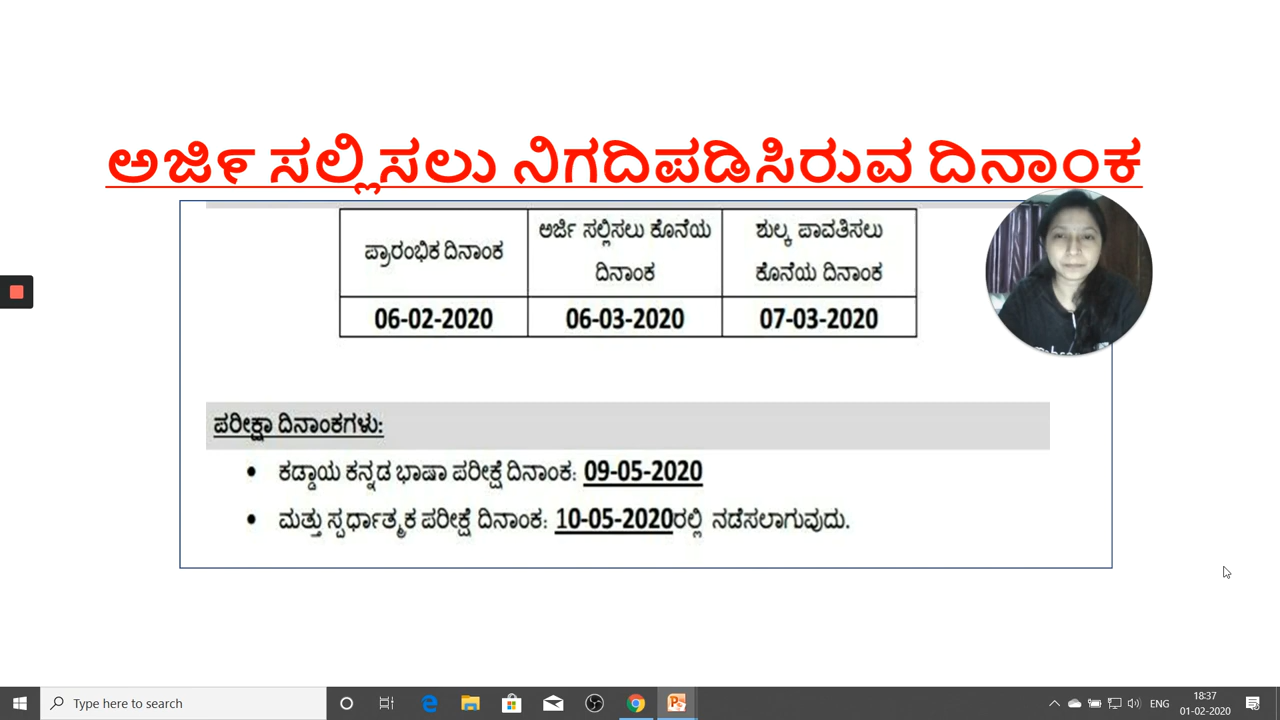 ಅರ್ಜಿ ಸಲ್ಲಿಸಲು ನಿಗದಿಪಡಿಸಿರುವ ದಿನಾಂಕ
ಪ್ರಾರಂಭಿಕ ದಿನಾಂಕ
ಅರ್ಜಿ ಸಲ್ಲಿಸಲು ಕೊನೆಯ
ದಿನಾಂಕ
ಶುಲ್ಕ ಪಾವತಿಸಲು
ಕೊನೆಯ ದಿನಾಂಕ
06-02-2020
06-03-2020
07-03-2020
ಪರೀಕ್ಷಾ ದಿನಾಂಕಗಳು:
• ಕಡ್ಡಾಯ ಕನ್ನಡ ಭಾಷಾ ಪರೀಕ್ಷೆ ದಿನಾಂಕ: 09-05-2020
• ಮತ್ತು ಸ್ಪರ್ಧಾತ್ಮಕ ಪರೀಕ್ಷೆ ದಿನಾಂಕ: 10-05-2020ರಲ್ಲಿ ನಡೆಸಲಾಗುವುದು.
Type here to search
ENG
18:37
01-02-2020